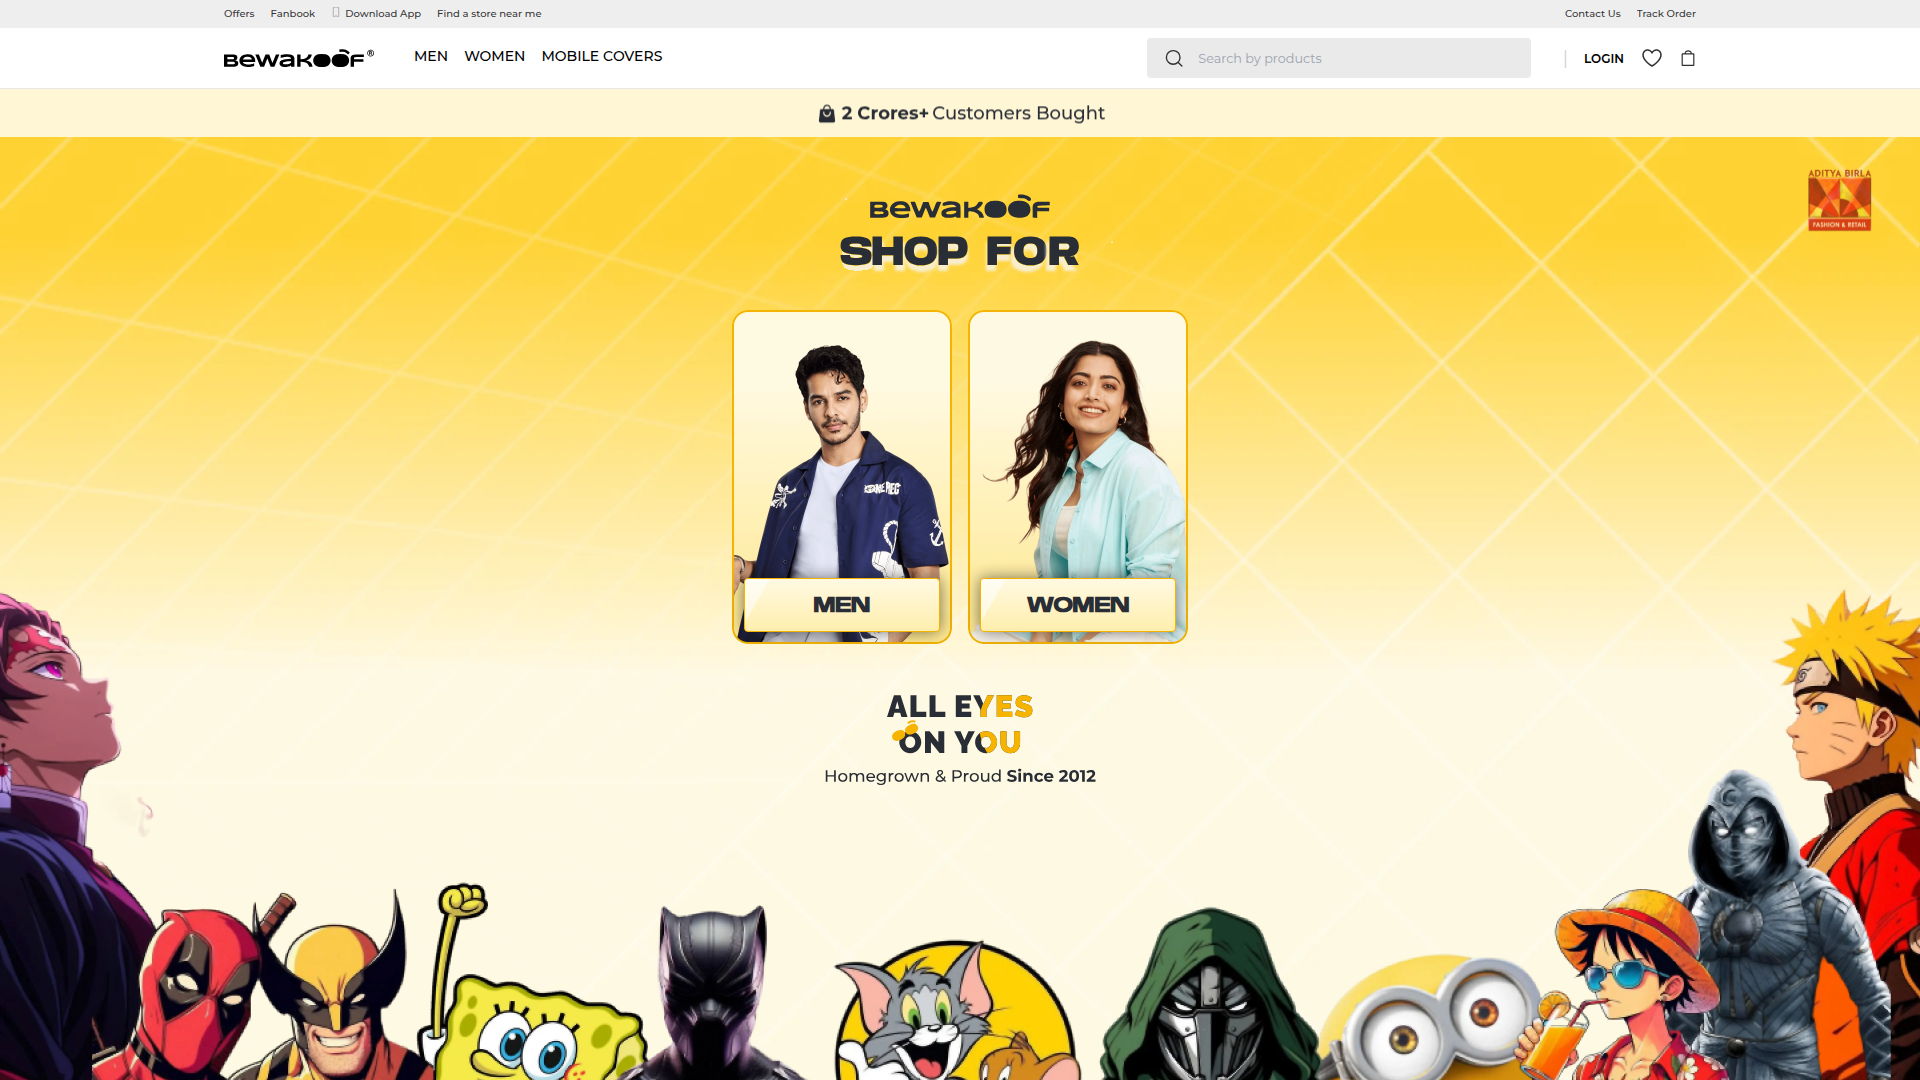 Offers Fanbook Download App Find a store near me Contact Us Track Order
BEWAKOOF® MEN WOMEN MOBILE COVERS Search by products LOGIN
2 Crores+ Customers Bought
ADITYA BIRLA
FASHION & RETAIL
BEWAKOOF
SHOP FOR
MEN WOMEN
ALL EYES
ON YOU
Homegrown & Proud Since 2012